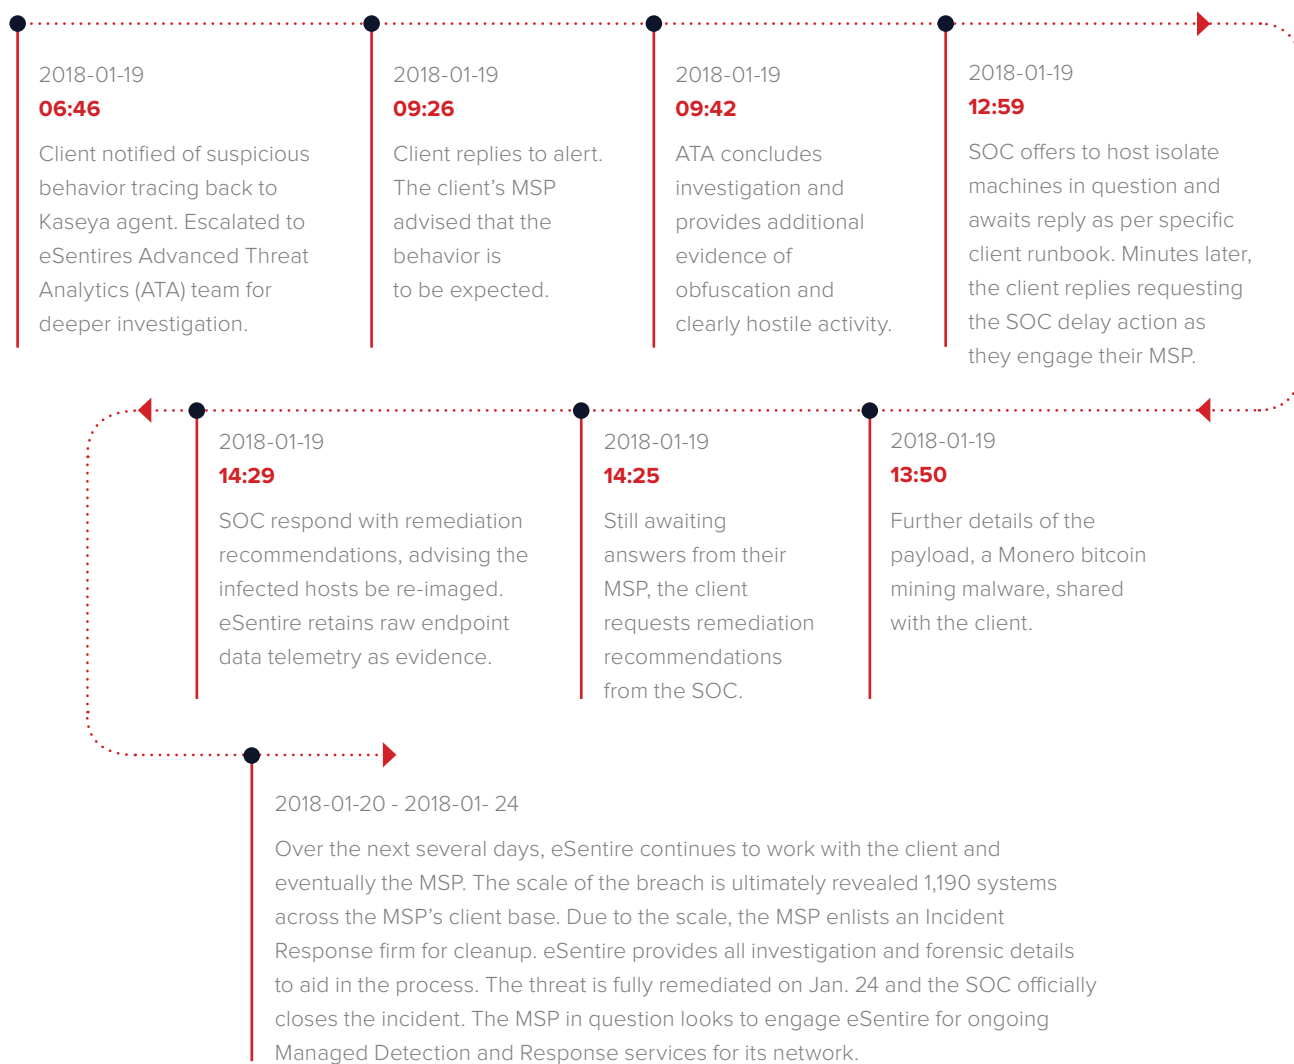 2018-01-19
06:46
Client notified of suspicious
behavior tracing back to
Kaseya agent. Escalated to
eSentires Advanced Threat
Analytics (ATA) team for
deeper investigation.
2018-01-19
09:26
Client replies to alert.
The client’s MSP
advised that the
behavior is
to be expected.
2018-01-19
09:42
ATA concludes
investigation and
provides additional
evidence of
obfuscation and
clearly hostile activity.
2018-01-19
12:59
SOC offers to host isolate
machines in question and
awaits reply as per specific
client runbook. Minutes later,
the client replies requesting
the SOC delay action as
they engage their MSP.
2018-01-19
13:50
Further details of the
payload, a Monero bitcoin
mining malware, shared
with the client.
2018-01-19
14:25
Still awaiting
answers from their
MSP, the client
requests remediation
recommendations
from the SOC.
2018-01-19
14:29
SOC respond with remediation
recommendations, advising the
infected hosts be re-imaged.
eSentire retains raw endpoint
data telemetry as evidence.
2018-01-20 - 2018-01- 24
Over the next several days, eSentire continues to work with the client and
eventually the MSP. The scale of the breach is ultimately revealed 1,190 systems
across the MSP’s client base. Due to the scale, the MSP enlists an Incident
Response firm for cleanup. eSentire provides all investigation and forensic details
to aid in the process. The threat is fully remediated on Jan. 24 and the SOC officially
closes the incident. The MSP in question looks to engage eSentire for ongoing
Managed Detection and Response services for its network.